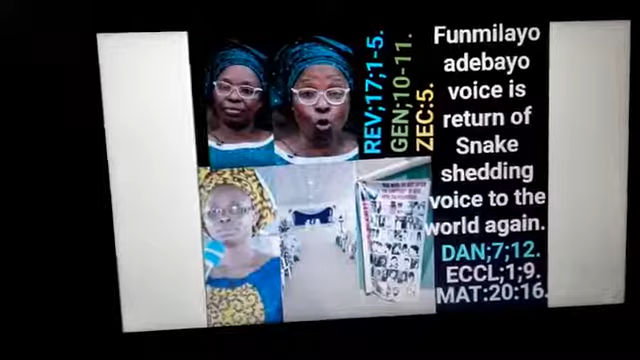 REV;17;1-5.
GEN;10-11.
ZEC:5.
Funmilayo
adebayo
voice is
return of
Snake
shedding
voice to the
world again.
DAN;7;12.
ECCL;1;9.
MAT:20:16.